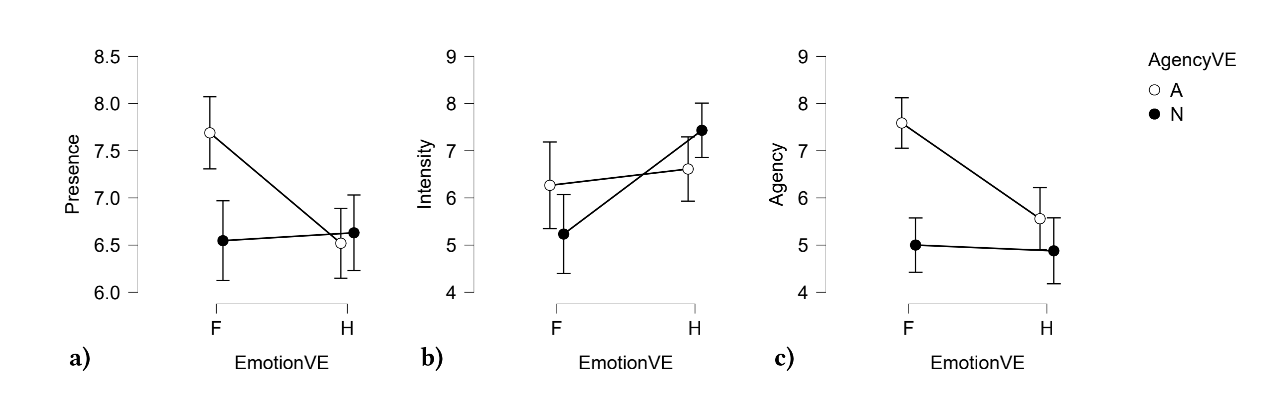 8.5
8.0
7.5
7.0
6.5
6.0
Presence
F H
EmotionVE
a)
9
8
7
6
5
4
Intensity
F H
EmotionVE
b)
9
8
7
6
5
4
Agency
F H
EmotionVE
c)
AgencyVE
A
N